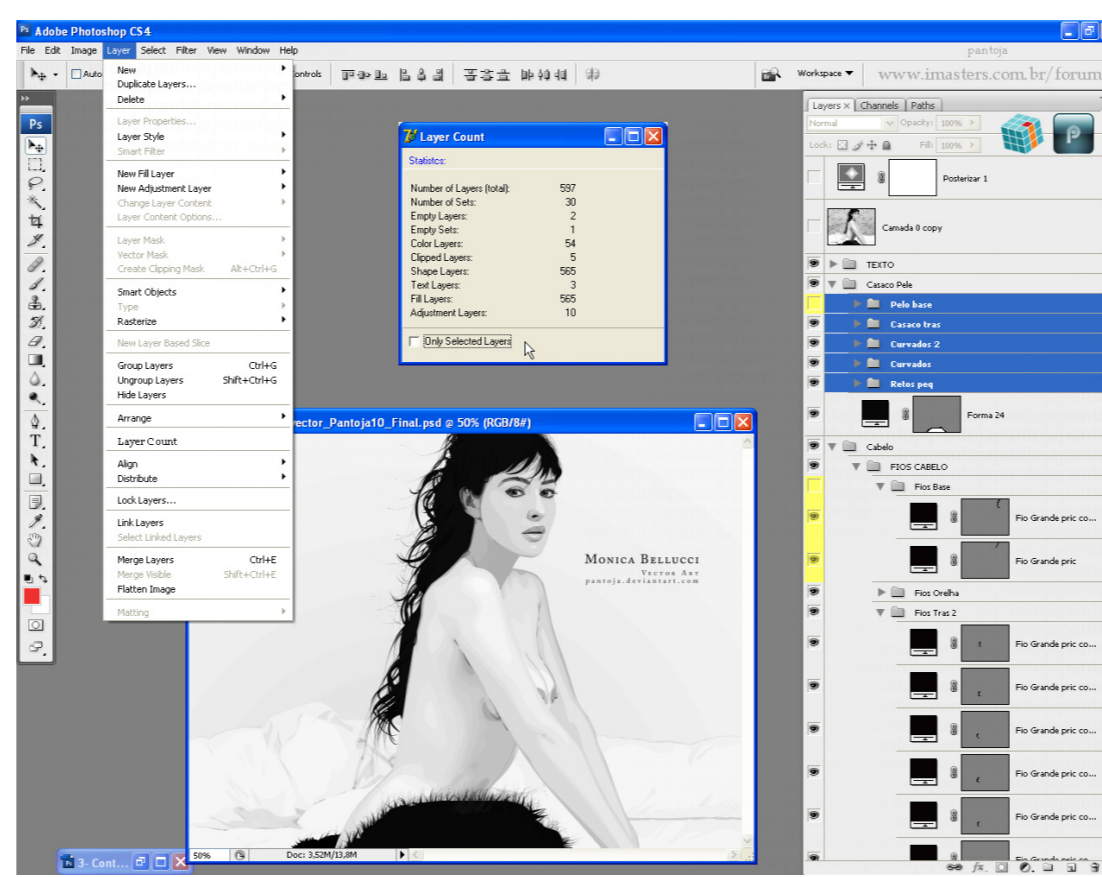 Ps Adobe Photoshop CS4
File Edit Image Layer Select Filter View Window Help
pantoja
Auto
ontrols
Workspace
www.imasters.com.br/forum
New
Duplicate Layers...
Delete
Layer Properties...
Layer Style
Smart Filter
New Fill Layer
New Adjustment Layer
Change Layer Content
Layer Content Options...
Layer Mask
Vector Mask
Create Clipping Mask Alt+Ctrl+G
Smart Objects
Type
Rasterize
New Layer Based Slice
Group Layers Ctrl+G
Ungroup Layers Shift+Ctrl+G
Hide Layers
Arrange
Layer Count
Align
Distribute
Lock Layers...
Link Layers
Select Linked Layers
Merge Layers Ctrl+E
Merge Visible Shift+Ctrl+E
Flatten Image
Matting
Ps
T
Layer Count
Statistcs:
Number of Layers (total): 597
Number of Sets: 30
Empty Layers: 2
Empty Sets: 1
Color Layers: 54
Clipped Layers: 5
Shape Layers: 565
Text Layers: 3
Fill Layers: 565
Adjustment Layers: 10
Only Selected Layers
vector_Pantoja10_Final.psd @ 50% (RGB/8#)
Monica Bellucci
Vector Art
pantoja.deviantart.com
50% Doc: 3,52M/13,8M
3- Cont...
Layers × Channels Paths
Normal Opacity: 100%
Lock: Fill: 100%
Posterizar 1
Camada 0 copy
TEXTO
Casaco Pele
Pelo base
Casaco tras
Curvados 2
Curvados
Retos peq
Forma 24
Cabelo
FIOS CABELO
Fios Base
Fio Grande pric co...
Fio Grande pric
Fios Orelha
Fios Tras 2
Fio Grande pric co...
Fio Grande pric co...
Fio Grande pric co...
Fio Grande pric co...
Fio Grande pric co...
Fio Grande pric co...
fx.